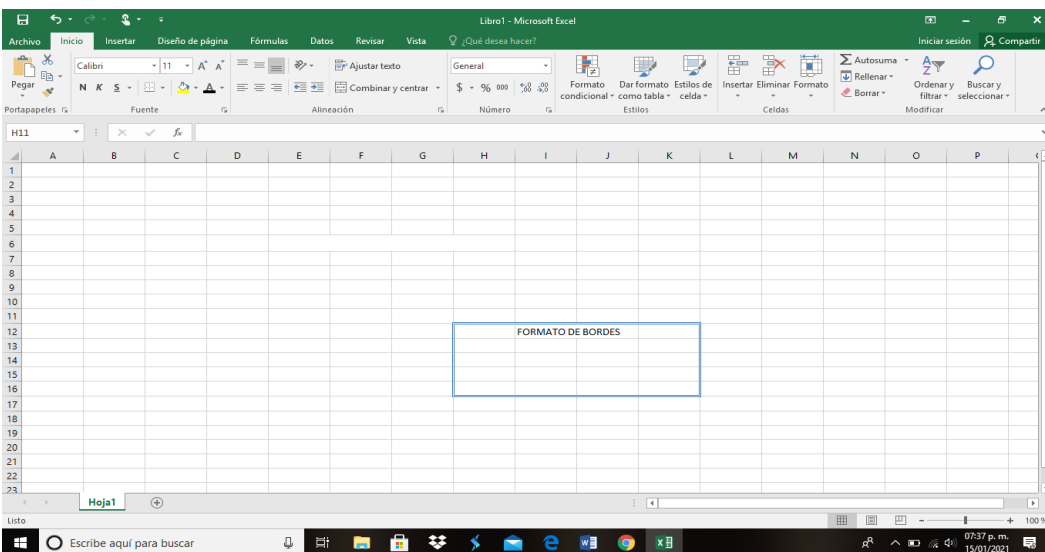 Libro1 - Microsoft Excel
Archivo Inicio Insertar Diseño de página Fórmulas Datos Revisar Vista ¿Qué desea hacer? Iniciar sesión Compartir
Pegar
Calibri 11
N K S
A A
Ajustar texto
Combinar y centrar
General
$ % 000
Formato condicional
Dar formato como tabla
Estilos de celda
Insertar Eliminar Formato
Autosuma
Rellenar
Borrar
Ordenar y filtrar
Buscar y seleccionar
Portapapeles Fuente Alineación Número Estilos Celdas Modificar
H11 fx
A B C D E F G H I J K L M N O P
1
2
3
4
5
6
7
8
9
10
11
12 FORMATO DE BORDES
13
14
15
16
17
18
19
20
21
22
23
Hoja1
Listo
Escribe aquí para buscar
07:37 p. m.
15/01/2021